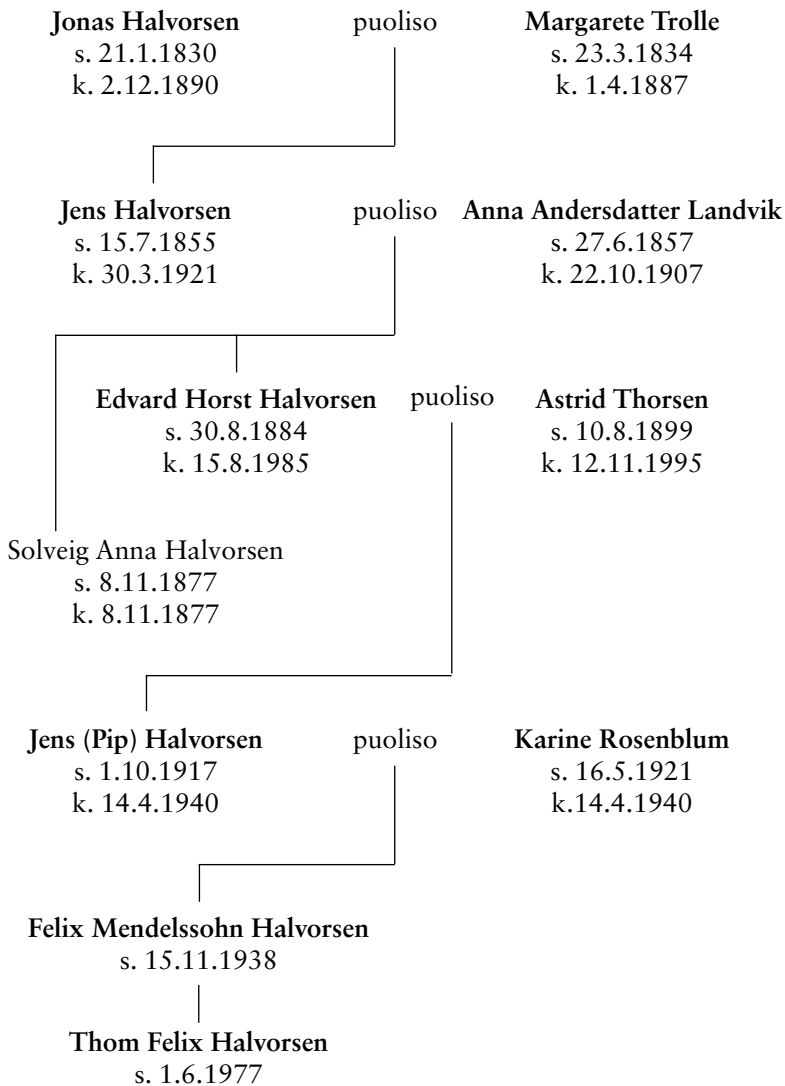 Jonas Halvorsen puoliso Margarete Trolle
s. 21.1.1830 s. 23.3.1834
k. 2.12.1890 k. 1.4.1887
Jens Halvorsen puoliso Anna Andersdatter Landvik
s. 15.7.1855 s. 27.6.1857
k. 30.3.1921 k. 22.10.1907
Edvard Horst Halvorsen puoliso Astrid Thorsen
s. 30.8.1884 s. 10.8.1899
k. 15.8.1985 k. 12.11.1995
Solveig Anna Halvorsen
s. 8.11.1877
k. 8.11.1877
Jens (Pip) Halvorsen puoliso Karine Rosenblum
s. 1.10.1917 s. 16.5.1921
k. 14.4.1940 k.14.4.1940
Felix Mendelssohn Halvorsen
s. 15.11.1938
Thom Felix Halvorsen
s. 1.6.1977